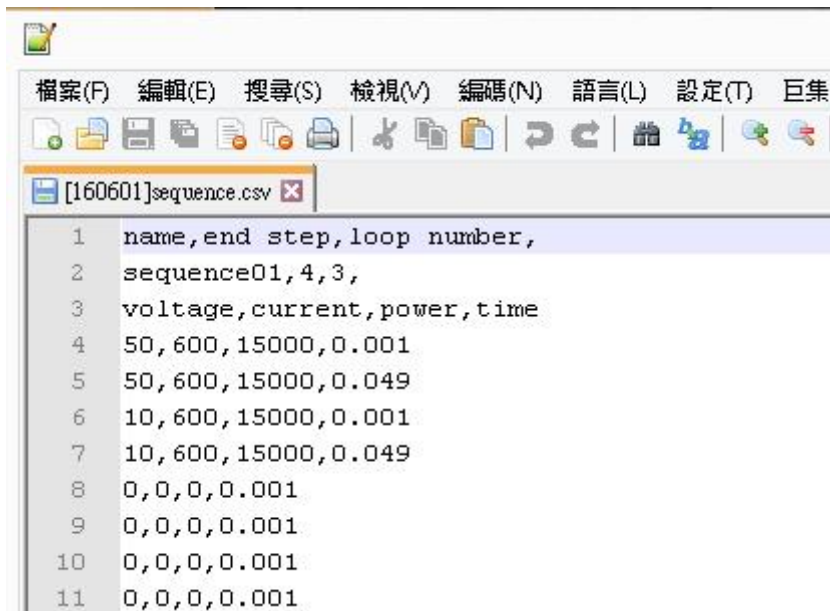 檔案(F) 編輯(E) 搜尋(S) 檢視(V) 編碼(N) 語言(L) 設定(T) 巨集
[160601]sequence.csv
1 name,end step,loop number,
2 sequence01,4,3,
3 voltage,current,power,time
4 50,600,15000,0.001
5 50,600,15000,0.049
6 10,600,15000,0.001
7 10,600,15000,0.049
8 0,0,0,0.001
9 0,0,0,0.001
10 0,0,0,0.001
11 0,0,0,0.001